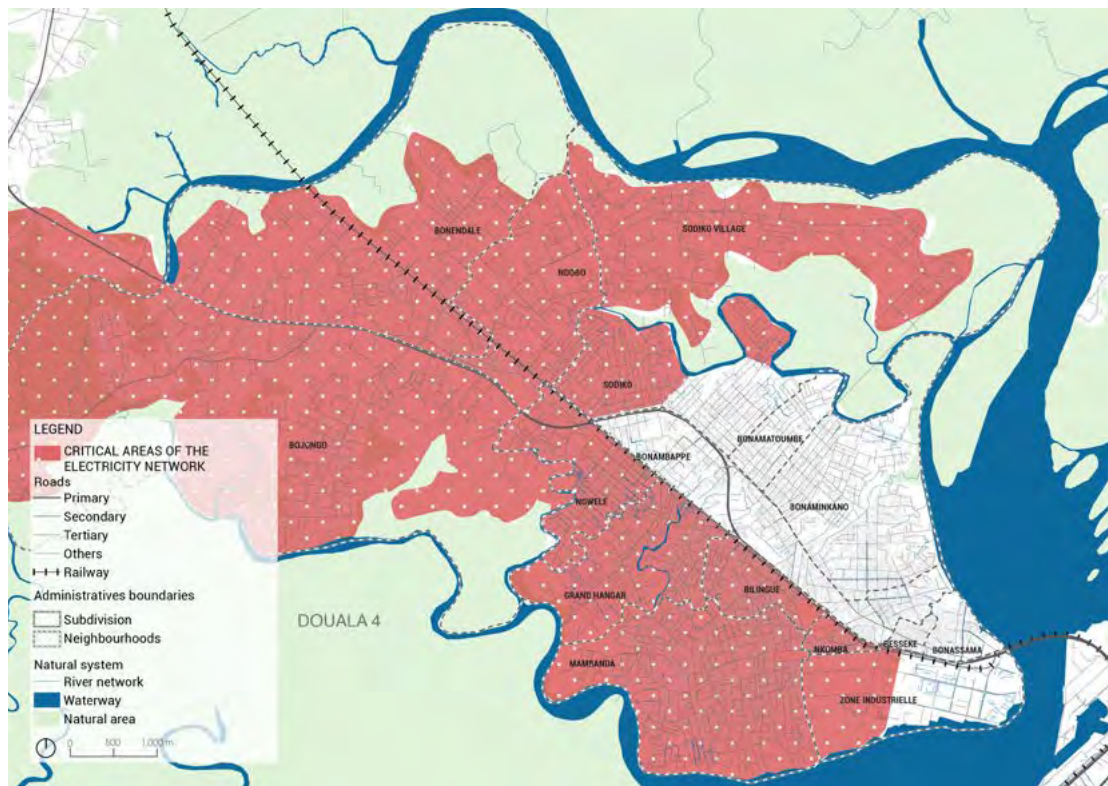 BONENDALE
SODIKO VILLAGE
NDOBO
SODIKO
BONAMATOUMBE
BOJONGO
BONAMBAPPE
NGWELE
BONAMINKANO
GRAND HANGAR
BILINGUE
DOUALA 4
MAMBANDA
NKOMBA
BESSEKE
BONASSAMA
ZONE INDUSTRIELLE
LEGEND
CRITICAL AREAS OF THE
ELECTRICITY NETWORK
Roads
Primary
Secondary
Tertiary
Others
Railway
Administratives boundaries
Subdivision
Neighbourhoods
Natural system
River network
Waterway
Natural area
0 500 1,000 m